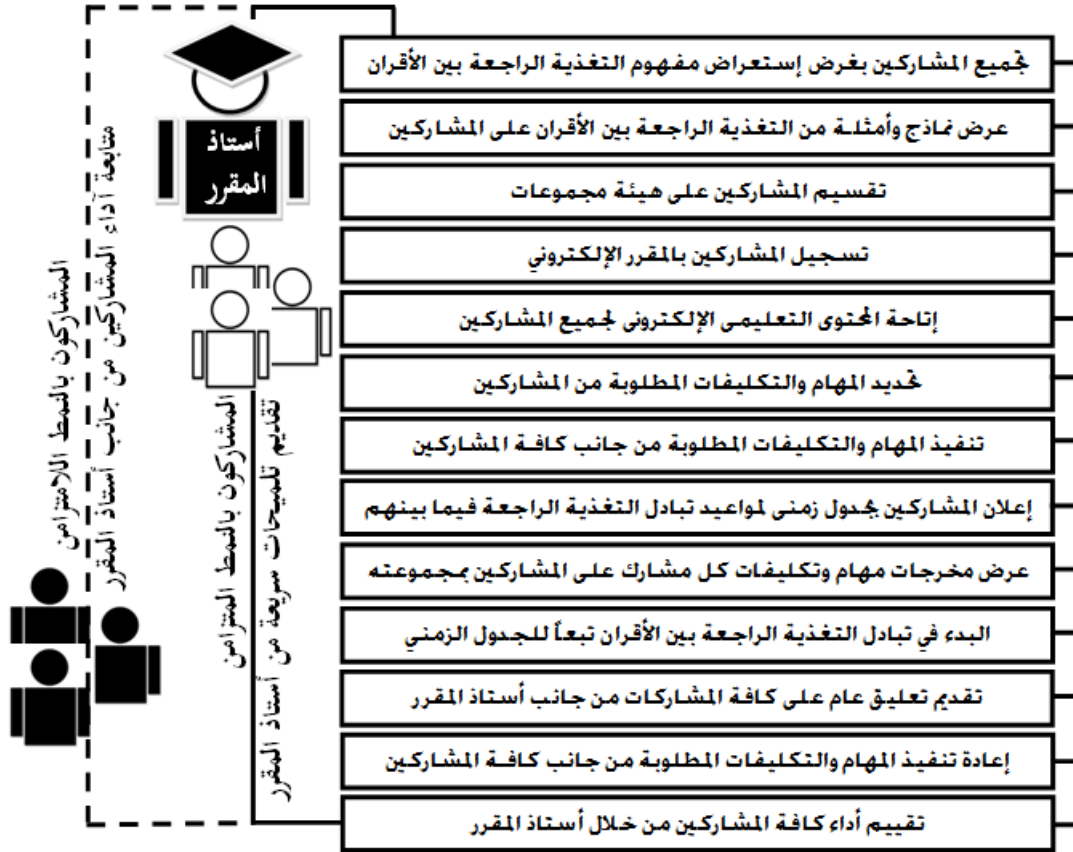 تجميع المشاركين بغرض إستعراض مفهوم التغذية الراجعة بين الأقران
عرض نماذج وأمثلة من التغذية الراجعة بين الأقران على المشاركين
تقسيم المشاركين على هيئة مجموعات
تسجيل المشاركين بالمقرر الإلكتروني
إتاحة المحتوى التعليمى الإلكترونى لجميع المشاركين
تحديد المهام والتكليفات المطلوبة من المشاركين
تنفيذ المهام والتكليفات المطلوبة من جانب كافة المشاركين
إعلان المشاركين بجدول زمنى لمواعيد تبادل التغذية الراجعة فيما بينهم
عرض مخرجات مهام وتكليفات كل مشارك على المشاركين بمجموعته
البدء في تبادل التغذية الراجعة بين الأقران تبعاً للجدول الزمني
تقديم تعليق عام على كافة المشاركات من جانب أستاذ المقرر
إعادة تنفيذ المهام والتكليفات المطلوبة من جانب كافة المشاركين
تقييم أداء كافة المشاركين من خلال أستاذ المقرر
أستاذ
المقرر
تقديم تلميحات سريعة من أستاذ المقرر
المشاركون بالنمط المتزامن
متابعة آداء المشاركين من جانب أستاذ المقرر
المشاركون بالنمط اللامتزامن